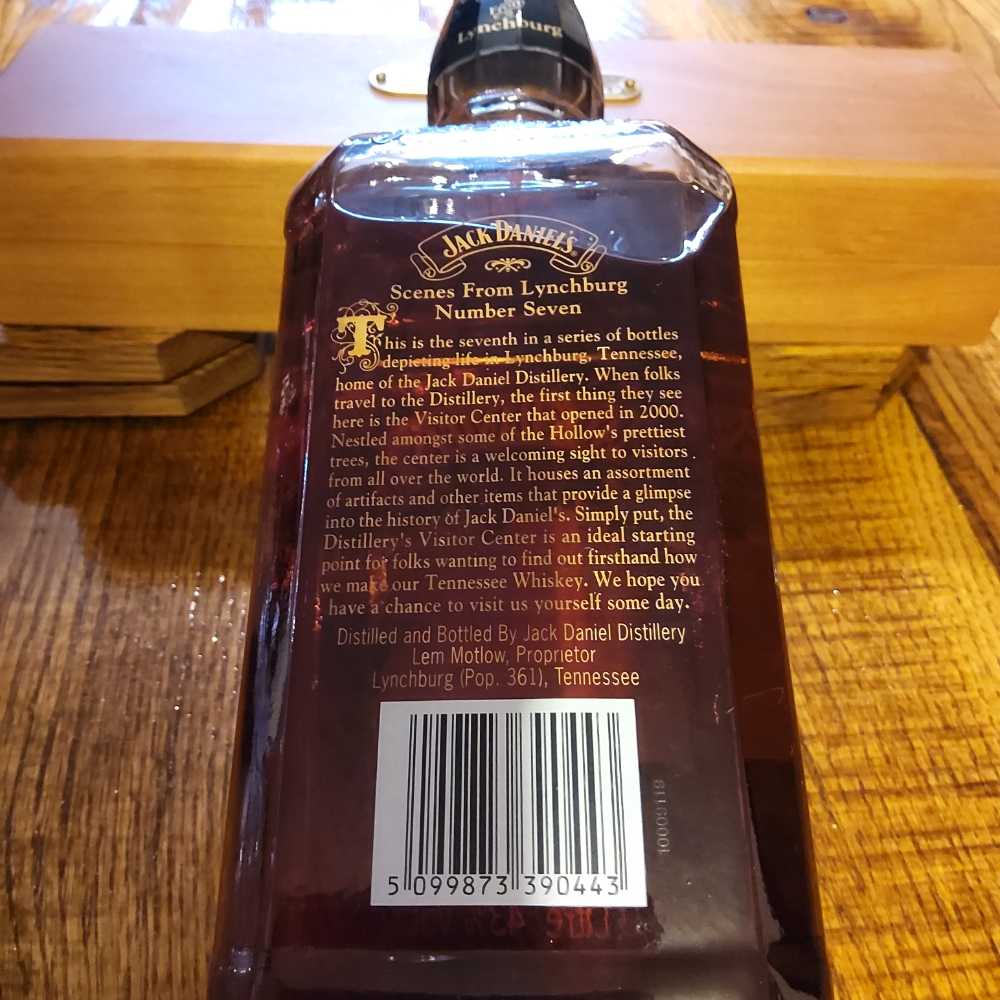 Lynchburg
JACK DANIEL'S
Scenes From Lynchburg
Number Seven
This is the seventh in a series of bottles
depicting life in Lynchburg, Tennessee,
home of the Jack Daniel Distillery. When folks
travel to the Distillery, the first thing they see
here is the Visitor Center that opened in 2000.
Nestled amongst some of the Hollow's prettiest
trees, the center is a welcoming sight to visitors
from all over the world. It houses an assortment
of artifacts and other items that provide a glimpse
into the history of Jack Daniel's. Simply put, the
Distillery's Visitor Center is an ideal starting
point for folks wanting to find out firsthand how
we make our Tennessee Whiskey. We hope you
have a chance to visit us yourself some day.
Distilled and Bottled By Jack Daniel Distillery
Lem Motlow, Proprietor
Lynchburg (Pop. 361), Tennessee
5 099873 390443